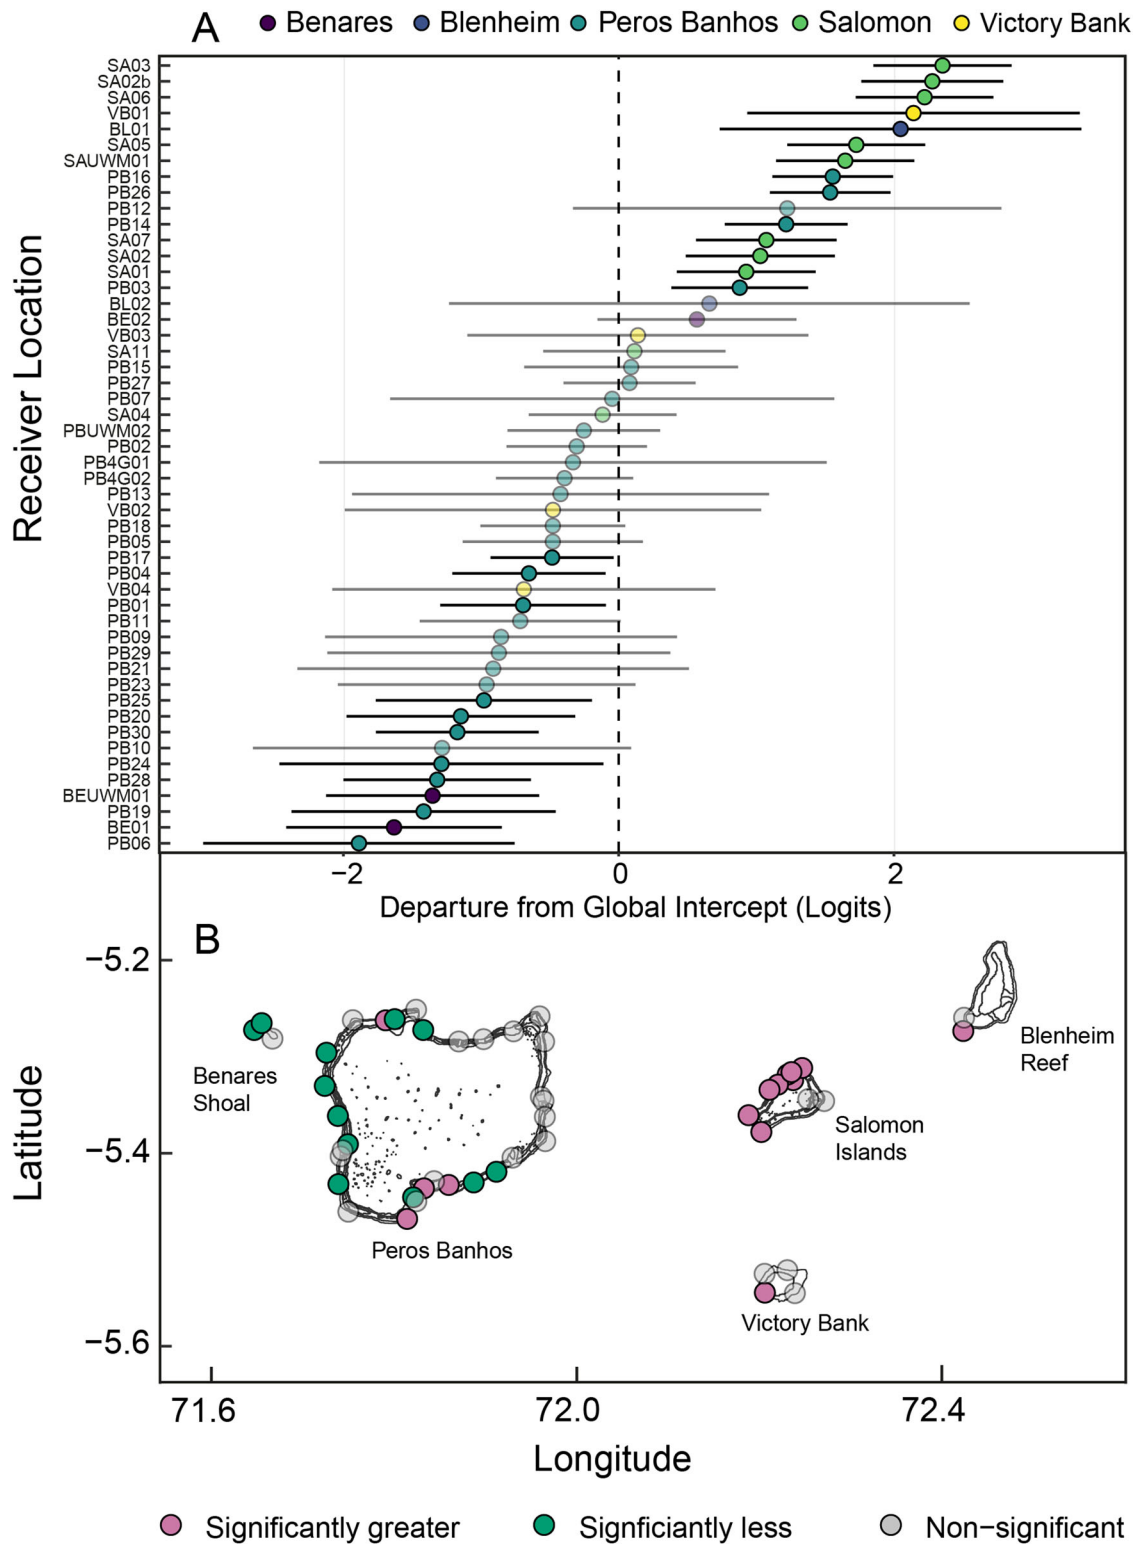 A
Benares
Blenheim
Peros Banhos
Salomon
Victory Bank
Receiver Location
SA03
SA02b
SA06
VB01
BL01
SA05
SAUWM01
PB16
PB26
PB12
PB14
SA07
SA02
SA01
PB03
BL02
BE02
VB03
SA11
PB15
PB27
PB07
SA04
PBUWM02
PB02
PB4G01
PB4G02
PB13
VB02
PB18
PB05
PB17
PB04
VB04
PB01
PB11
PB09
PB29
PB21
PB23
PB25
PB20
PB30
PB10
PB24
PB28
BEUWM01
PB19
BE01
PB06
−2
0
2
Departure from Global Intercept (Logits)
B
Latitude
−5.2
−5.4
−5.6
Benares
Shoal
Peros Banhos
Blenheim
Reef
Salomon
Islands
Victory Bank
71.6
72.0
72.4
Longitude
Significantly greater
Signficiantly less
Non−significant